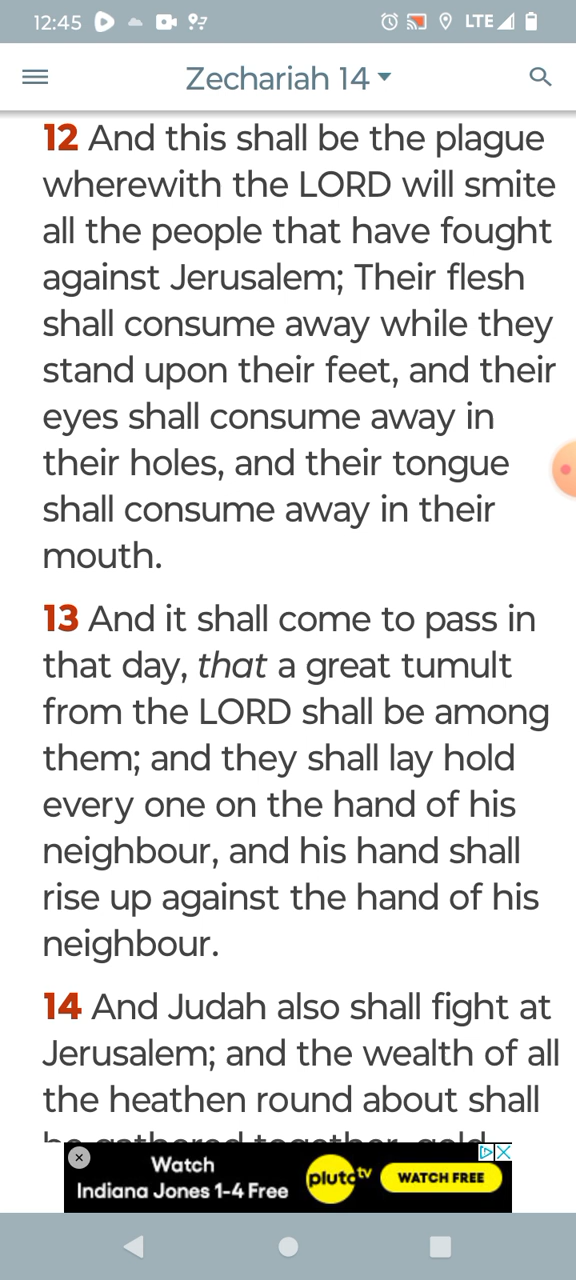 12:45
LTE
Zechariah 14
12 And this shall be the plague
wherewith the LORD will smite
all the people that have fought
against Jerusalem; Their flesh
shall consume away while they
stand upon their feet, and their
eyes shall consume away in
their holes, and their tongue
shall consume away in their
mouth.
13 And it shall come to pass in
that day, that a great tumult
from the LORD shall be among
them; and they shall lay hold
every one on the hand of his
neighbour, and his hand shall
rise up against the hand of his
neighbour.
14 And Judah also shall fight at
Jerusalem; and the wealth of all
the heathen round about shall
be gathered together, gold
Watch
Indiana Jones 1-4 Free
pluto tv
WATCH FREE